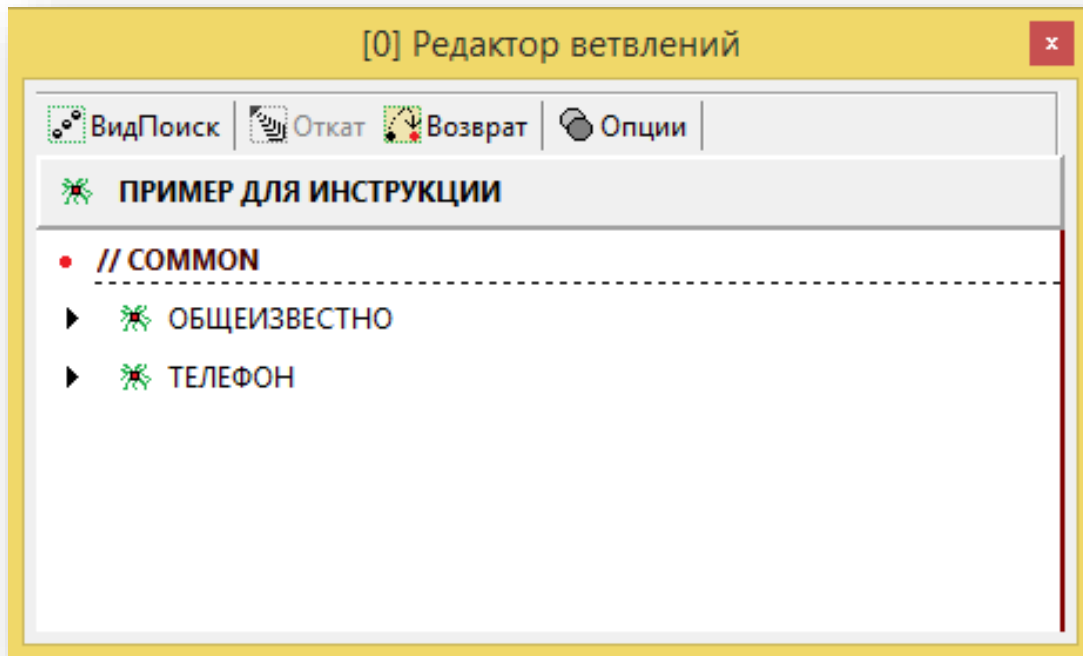 [0] Редактор ветвлений
x
ВидПоиск Откат Возврат Опции
ПРИМЕР ДЛЯ ИНСТРУКЦИИ
// COMMON
ОБЩЕИЗВЕСТНО
ТЕЛЕФОН